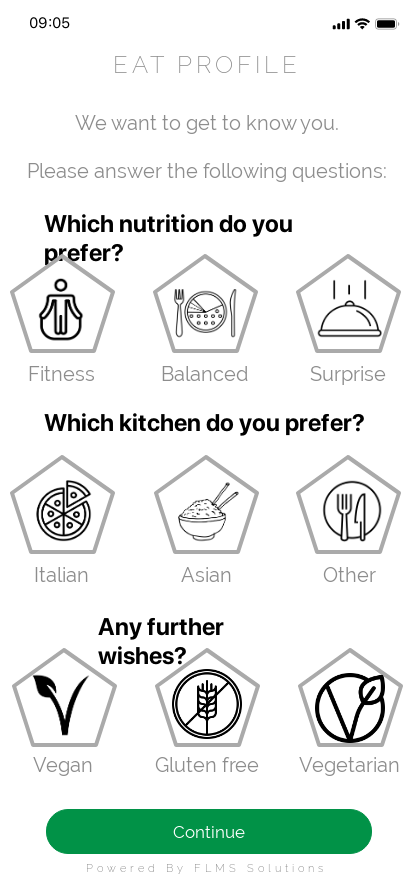 09:05
EAT PROFILE
We want to get to know you.
Please answer the following questions:
Which nutrition do you
prefer?
Fitness Balanced Surprise
Which kitchen do you prefer?
Italian Asian Other
Any further
wishes?
Vegan Gluten free Vegetarian
Continue
Powered By FLMS Solutions